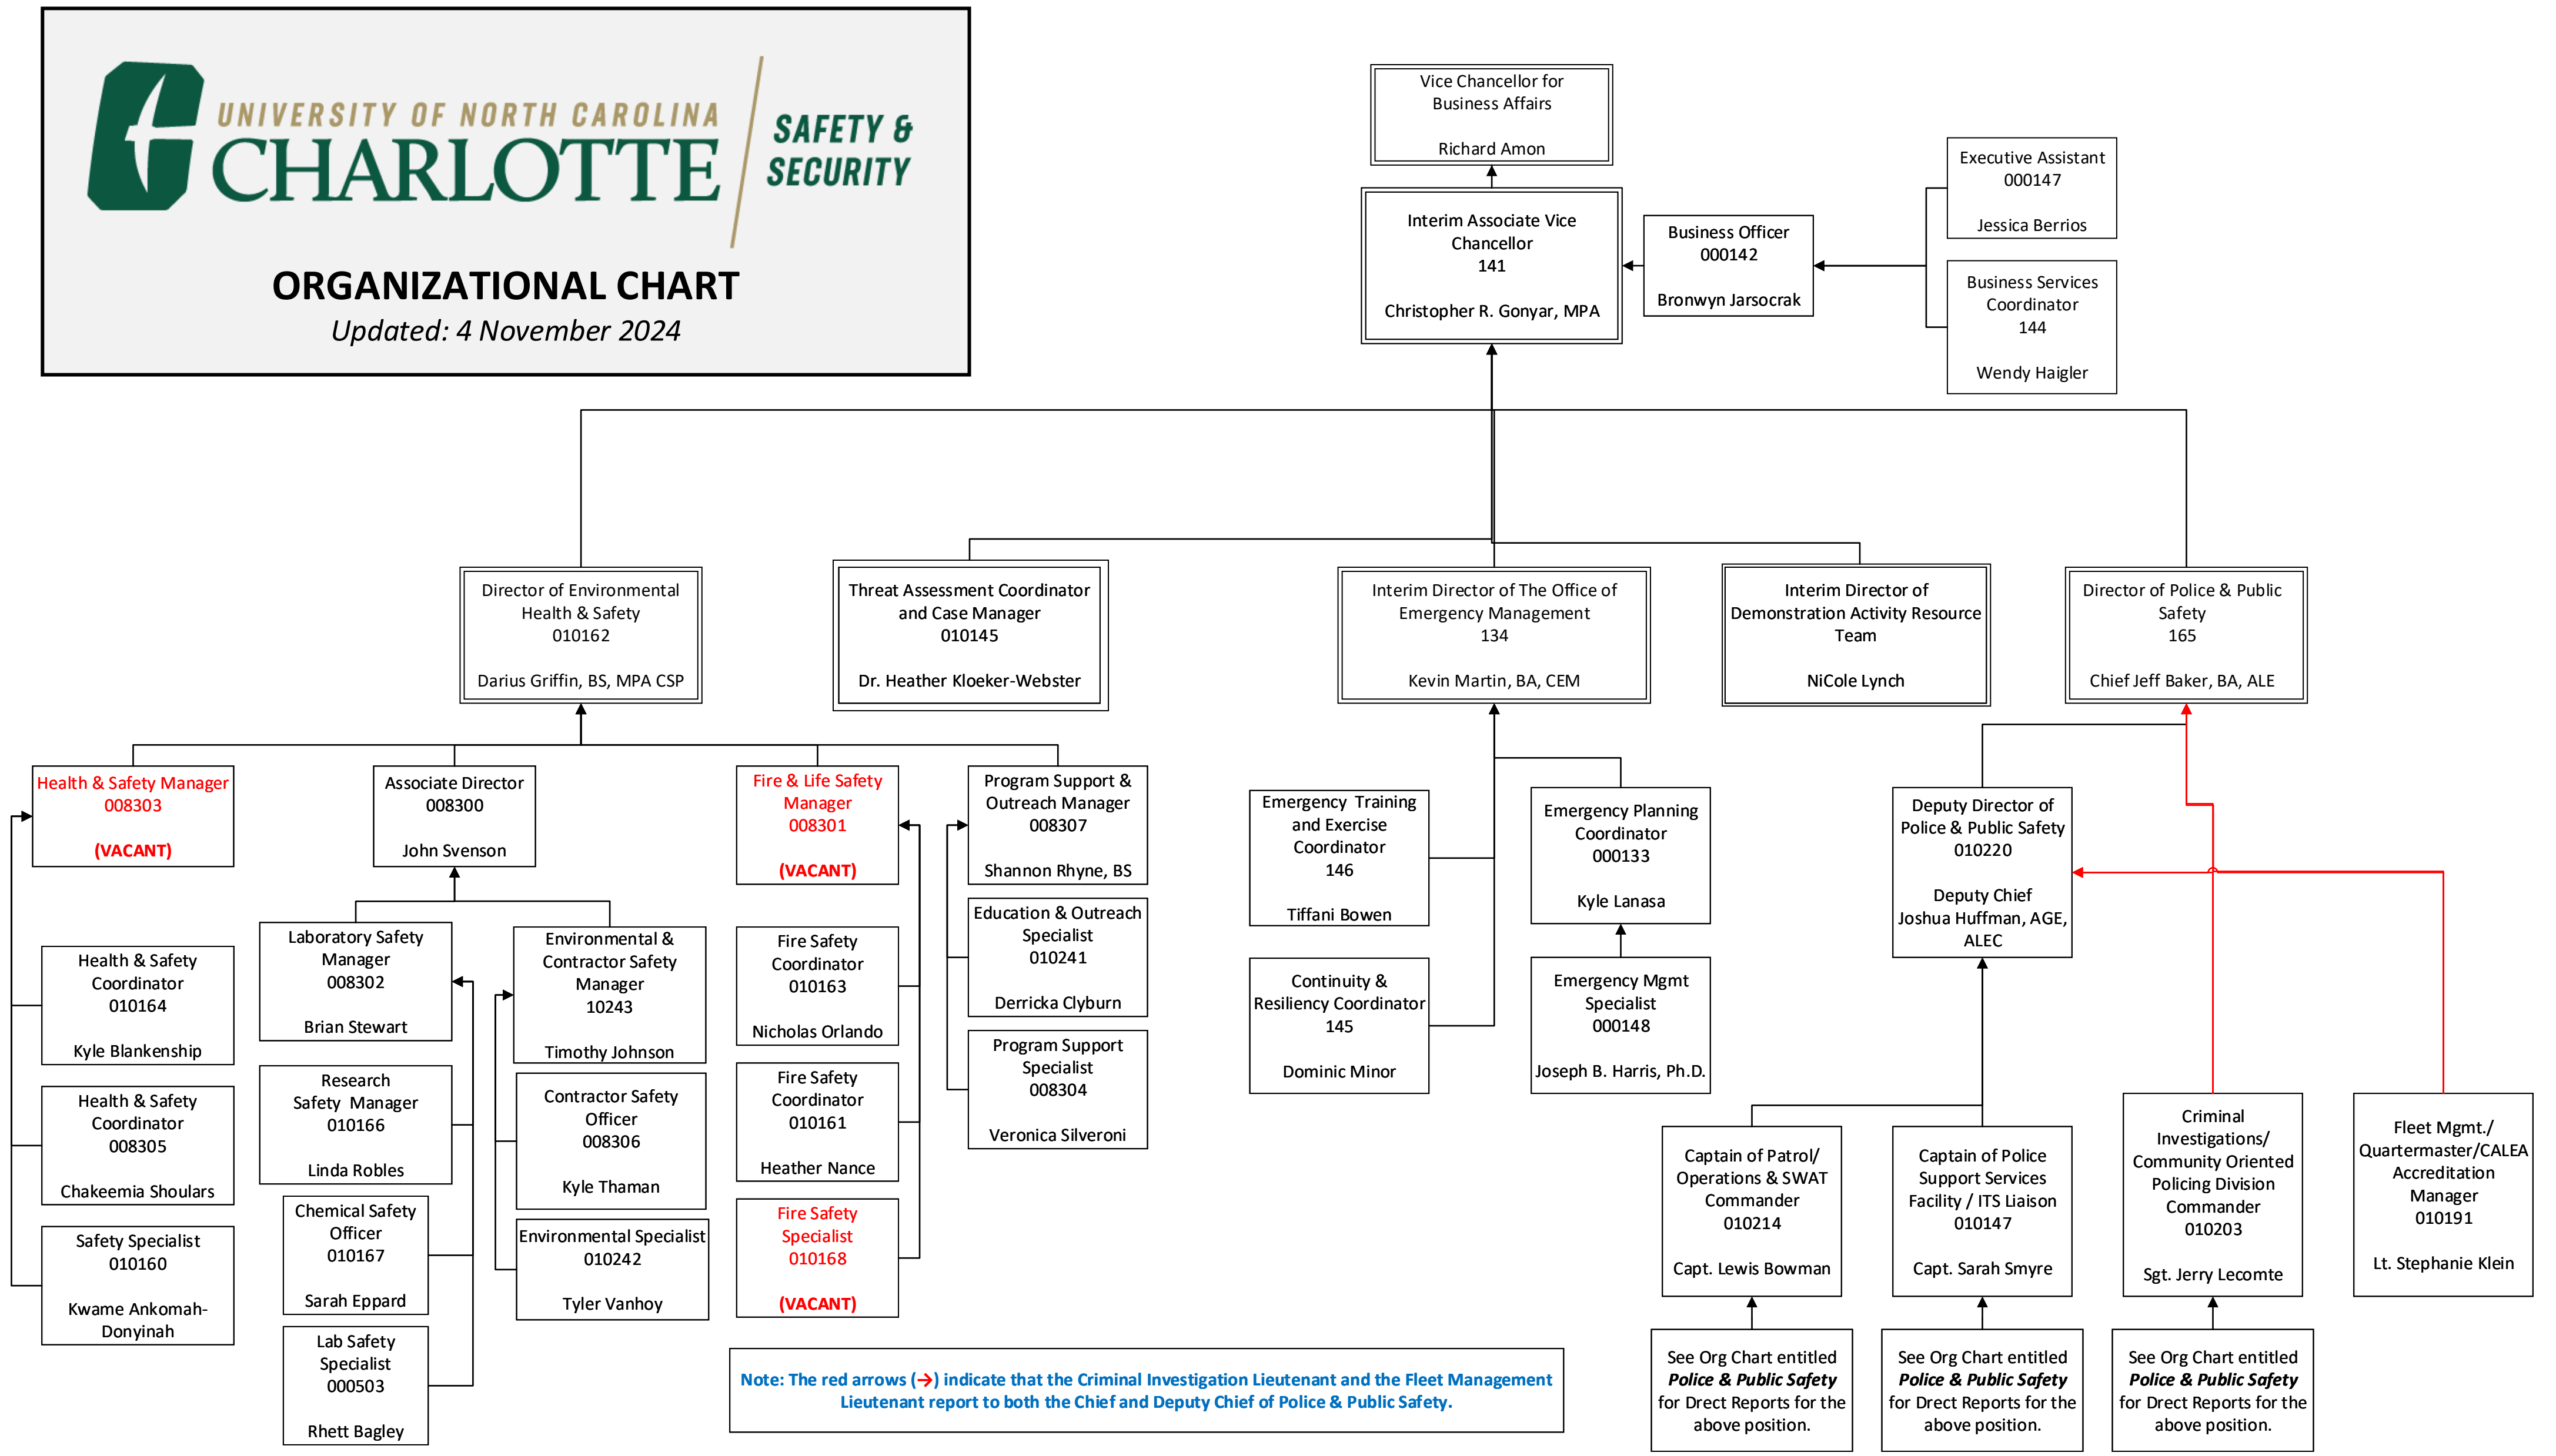 UNIVERSITY OF NORTH CAROLINA
CHARLOTTE
SAFETY &
SECURITY
ORGANIZATIONAL CHART
Updated: 4 November 2024
Vice Chancellor for
Business Affairs
Richard Amon
Interim Associate Vice
Chancellor
141
Christopher R. Gonyar, MPA
Business Officer
000142
Bronwyn Jarsocrak
Executive Assistant
000147
Jessica Berrios
Business Services
Coordinator
144
Wendy Haigler
Director of Environmental
Health & Safety
010162
Darius Griffin, BS, MPA CSP
Threat Assessment Coordinator
and Case Manager
010145
Dr. Heather Kloeker-Webster
Interim Director of The Office of
Emergency Management
134
Kevin Martin, BA, CEM
Interim Director of
Demonstration Activity Resource
Team
NiCole Lynch
Director of Police & Public
Safety
165
Chief Jeff Baker, BA, ALE
Health & Safety Manager
008303
(VACANT)
Health & Safety
Coordinator
010164
Kyle Blankenship
Health & Safety
Coordinator
008305
Chakeemia Shoulars
Safety Specialist
010160
Kwame Ankomah-
Donyinah
Associate Director
008300
John Svenson
Laboratory Safety
Manager
008302
Brian Stewart
Research
Safety Manager
010166
Linda Robles
Chemical Safety
Officer
010167
Sarah Eppard
Lab Safety
Specialist
000503
Rhett Bagley
Environmental &
Contractor Safety
Manager
10243
Timothy Johnson
Contractor Safety
Officer
008306
Kyle Thaman
Environmental Specialist
010242
Tyler Vanhoy
Fire & Life Safety
Manager
008301
(VACANT)
Fire Safety
Coordinator
010163
Nicholas Orlando
Fire Safety
Coordinator
010161
Heather Nance
Fire Safety
Specialist
010168
(VACANT)
Program Support &
Outreach Manager
008307
Shannon Rhyne, BS
Education & Outreach
Specialist
010241
Derricka Clyburn
Program Support
Specialist
008304
Veronica Silveroni
Emergency Training
and Exercise
Coordinator
146
Tiffani Bowen
Continuity &
Resiliency Coordinator
145
Dominic Minor
Emergency Planning
Coordinator
000133
Kyle Lanasa
Emergency Mgmt
Specialist
000148
Joseph B. Harris, Ph.D.
Deputy Director of
Police & Public Safety
010220
Deputy Chief
Joshua Huffman, AGE,
ALEC
Captain of Patrol/
Operations & SWAT
Commander
010214
Capt. Lewis Bowman
Captain of Police
Support Services
Facility / ITS Liaison
010147
Capt. Sarah Smyre
Criminal
Investigations/
Community Oriented
Policing Division
Commander
010203
Sgt. Jerry Lecomte
Fleet Mgmt./
Quartermaster/CALEA
Accreditation
Manager
010191
Lt. Stephanie Klein
See Org Chart entitled
Police & Public Safety
for Drect Reports for the
above position.
See Org Chart entitled
Police & Public Safety
for Drect Reports for the
above position.
See Org Chart entitled
Police & Public Safety
for Drect Reports for the
above position.
Note: The red arrows (→) indicate that the Criminal Investigation Lieutenant and the Fleet Management
Lieutenant report to both the Chief and Deputy Chief of Police & Public Safety.